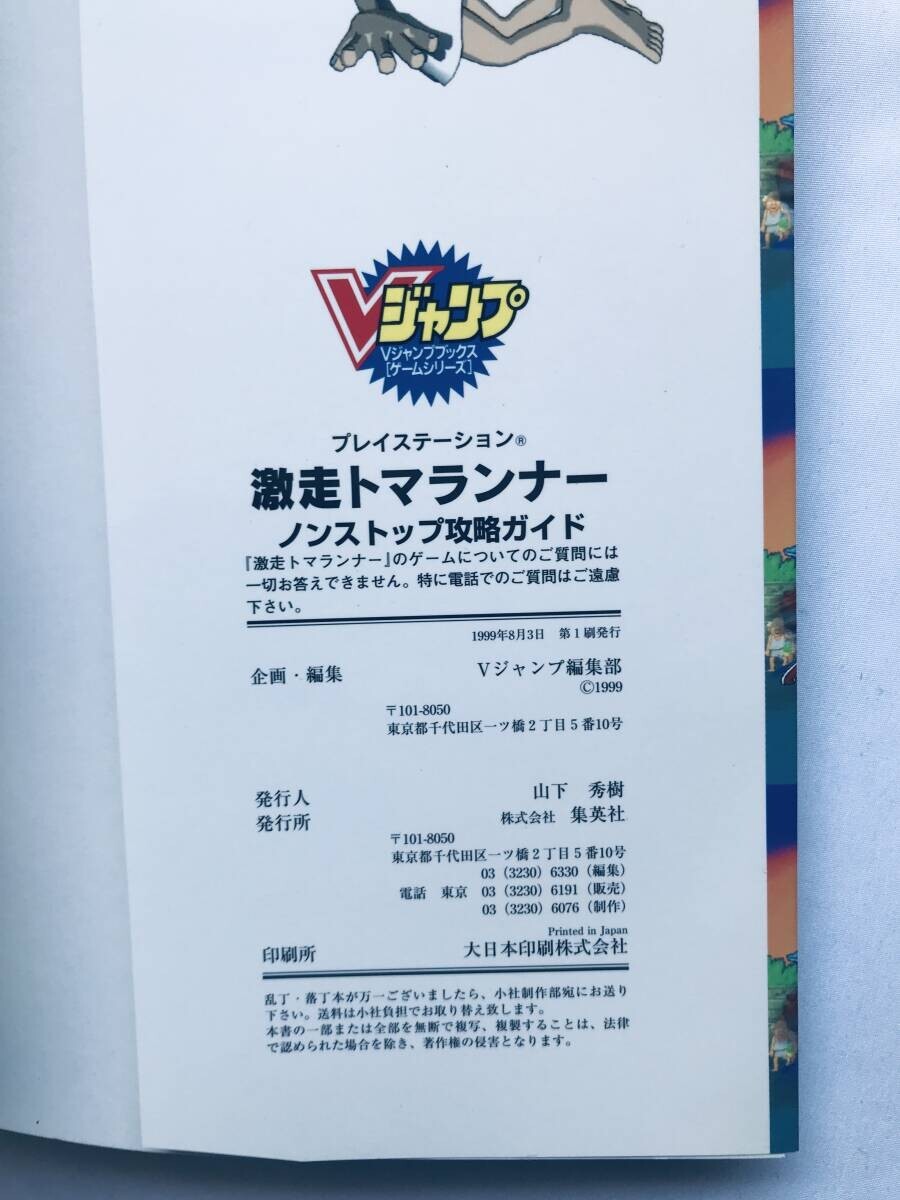 Vジャンプ
Vジャンプブックス
[ゲームシリーズ]
プレイステーション®
激走トマランナー
ノンストップ攻略ガイド
『激走トマランナー』のゲームについてのご質問には
一切お答えできません。特に電話でのご質問はご遠慮
下さい。
1999年8月3日 第1刷発行
企画・編集 Vジャンプ編集部
©1999
〒101-8050
東京都千代田区一ツ橋2丁目5番10号
発行人 山下 秀樹
発行所 株式会社 集英社
〒101-8050
東京都千代田区一ツ橋2丁目5番10号
03(3230)6330(編集)
電話 東京 03(3230)6191(販売)
03(3230)6076(制作)
Printed in Japan
印刷所 大日本印刷株式会社
乱丁・落丁本が万一ございましたら、小社制作部宛にお送り
下さい。送料は小社負担でお取り替え致します。
本書の一部または全部を無断で複写、複製することは、法律
で認められた場合を除き、著作権の侵害となります。